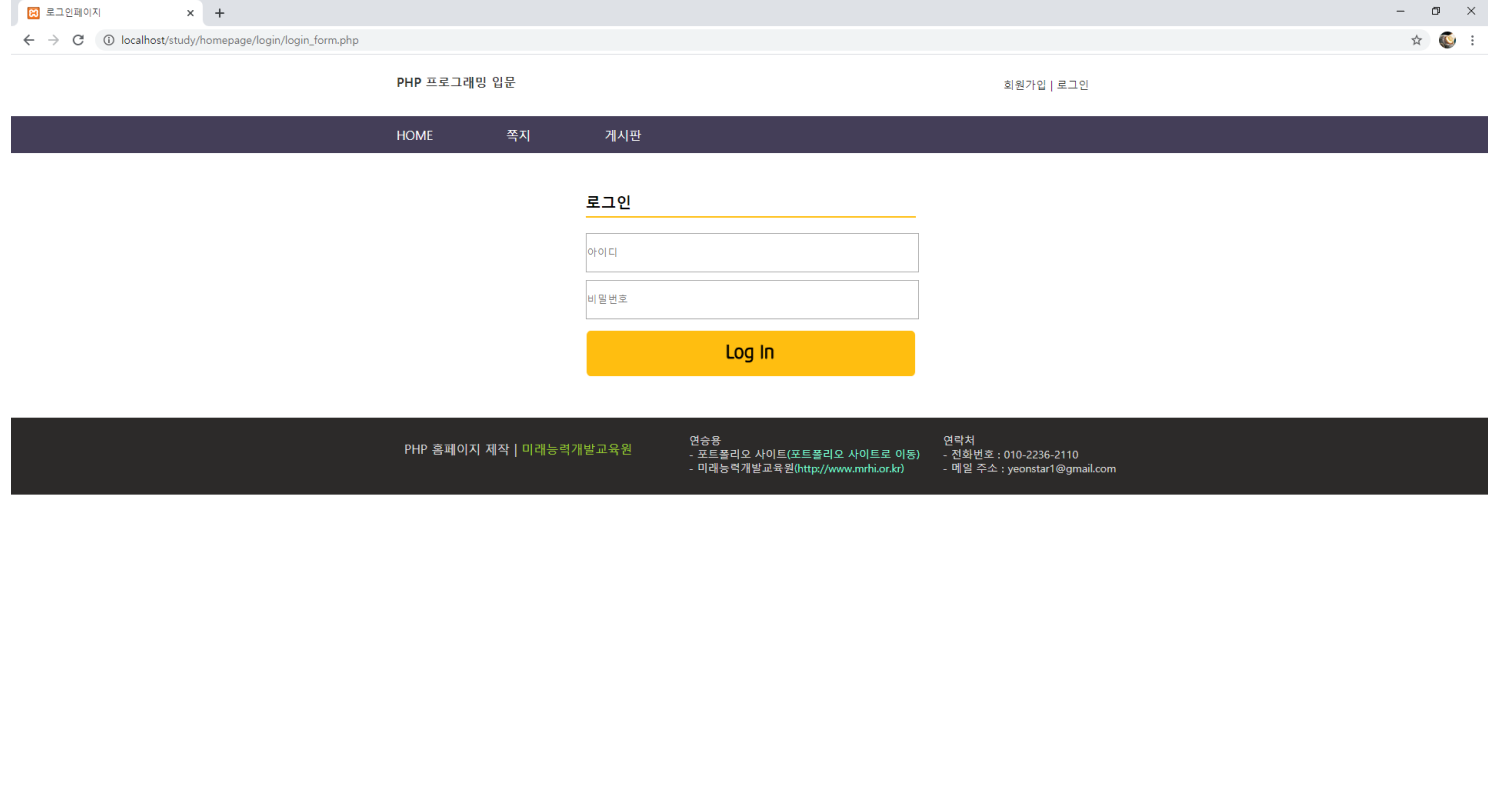 로그인페이지
localhost/study/homepage/login/login_form.php
PHP 프로그래밍 입문
회원가입 | 로그인
HOME 쪽지 게시판
로그인
아이디
비밀번호
Log In
PHP 홈페이지 제작 | 미래능력개발교육원
연승용
- 포트폴리오 사이트(포트폴리오 사이트로 이동)
- 미래능력개발교육원(http://www.mrhi.or.kr)
연락처
- 전화번호 : 010-2236-2110
- 메일 주소 : yeonstar1@gmail.com